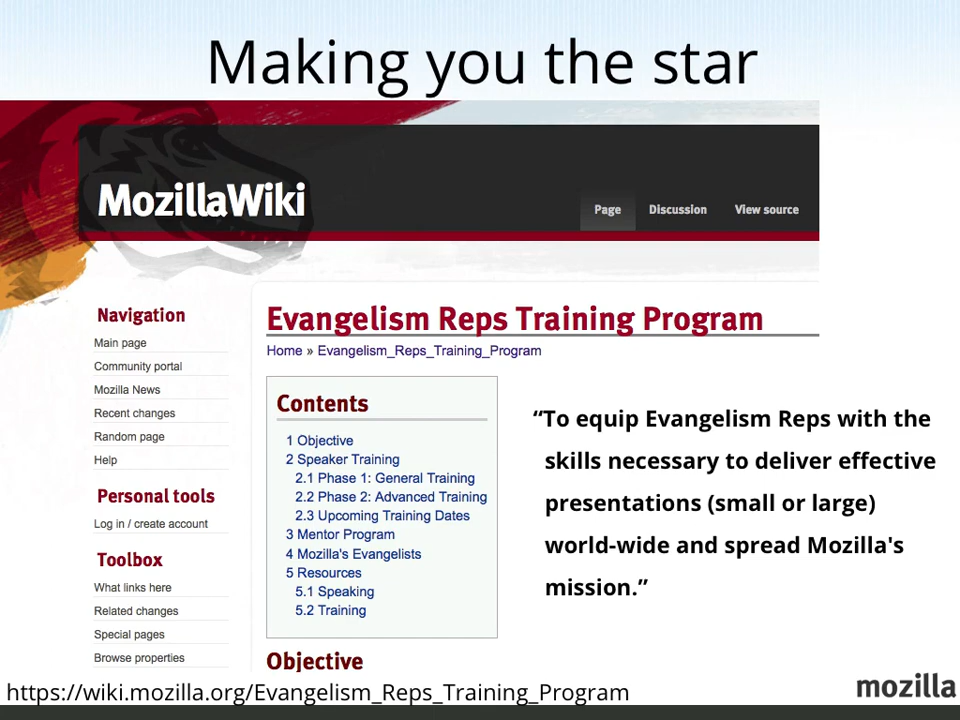 Making you the star
MozillaWiki
Page
Discussion
View source
Navigation
Main page
Community portal
Mozilla News
Recent changes
Random page
Help
Personal tools
Log in / create account
Toolbox
What links here
Related changes
Special pages
Browse properties
Evangelism Reps Training Program
Home » Evangelism_Reps_Training_Program
Contents
1 Objective
2 Speaker Training
2.1 Phase 1: General Training
2.2 Phase 2: Advanced Training
2.3 Upcoming Training Dates
3 Mentor Program
4 Mozilla's Evangelists
5 Resources
5.1 Speaking
5.2 Training
Objective
“To equip Evangelism Reps with the
skills necessary to deliver effective
presentations (small or large)
world-wide and spread Mozilla's
mission.”
https://wiki.mozilla.org/Evangelism_Reps_Training_Program
mozilla